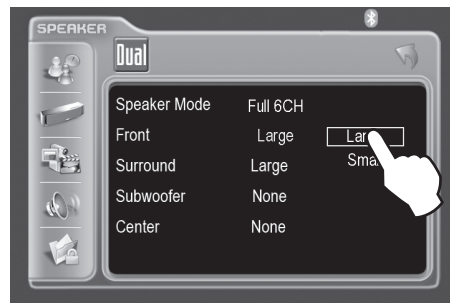 SPEAKER
Dual
Speaker Mode Full 6CH
Front Large
Surround Large
Subwoofer None
Center None